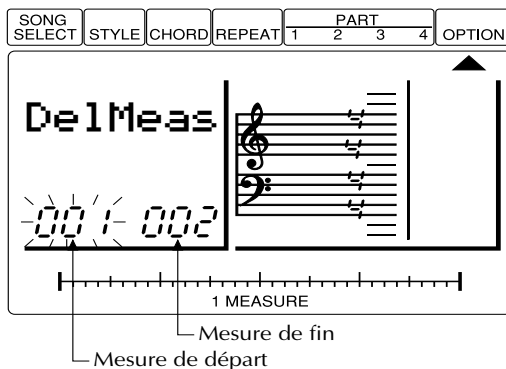 SONG SELECT STYLE CHORD REPEAT PART 1 2 3 4 OPTION
DelMeas
001 002
1 MEASURE
Mesure de fin
Mesure de départ